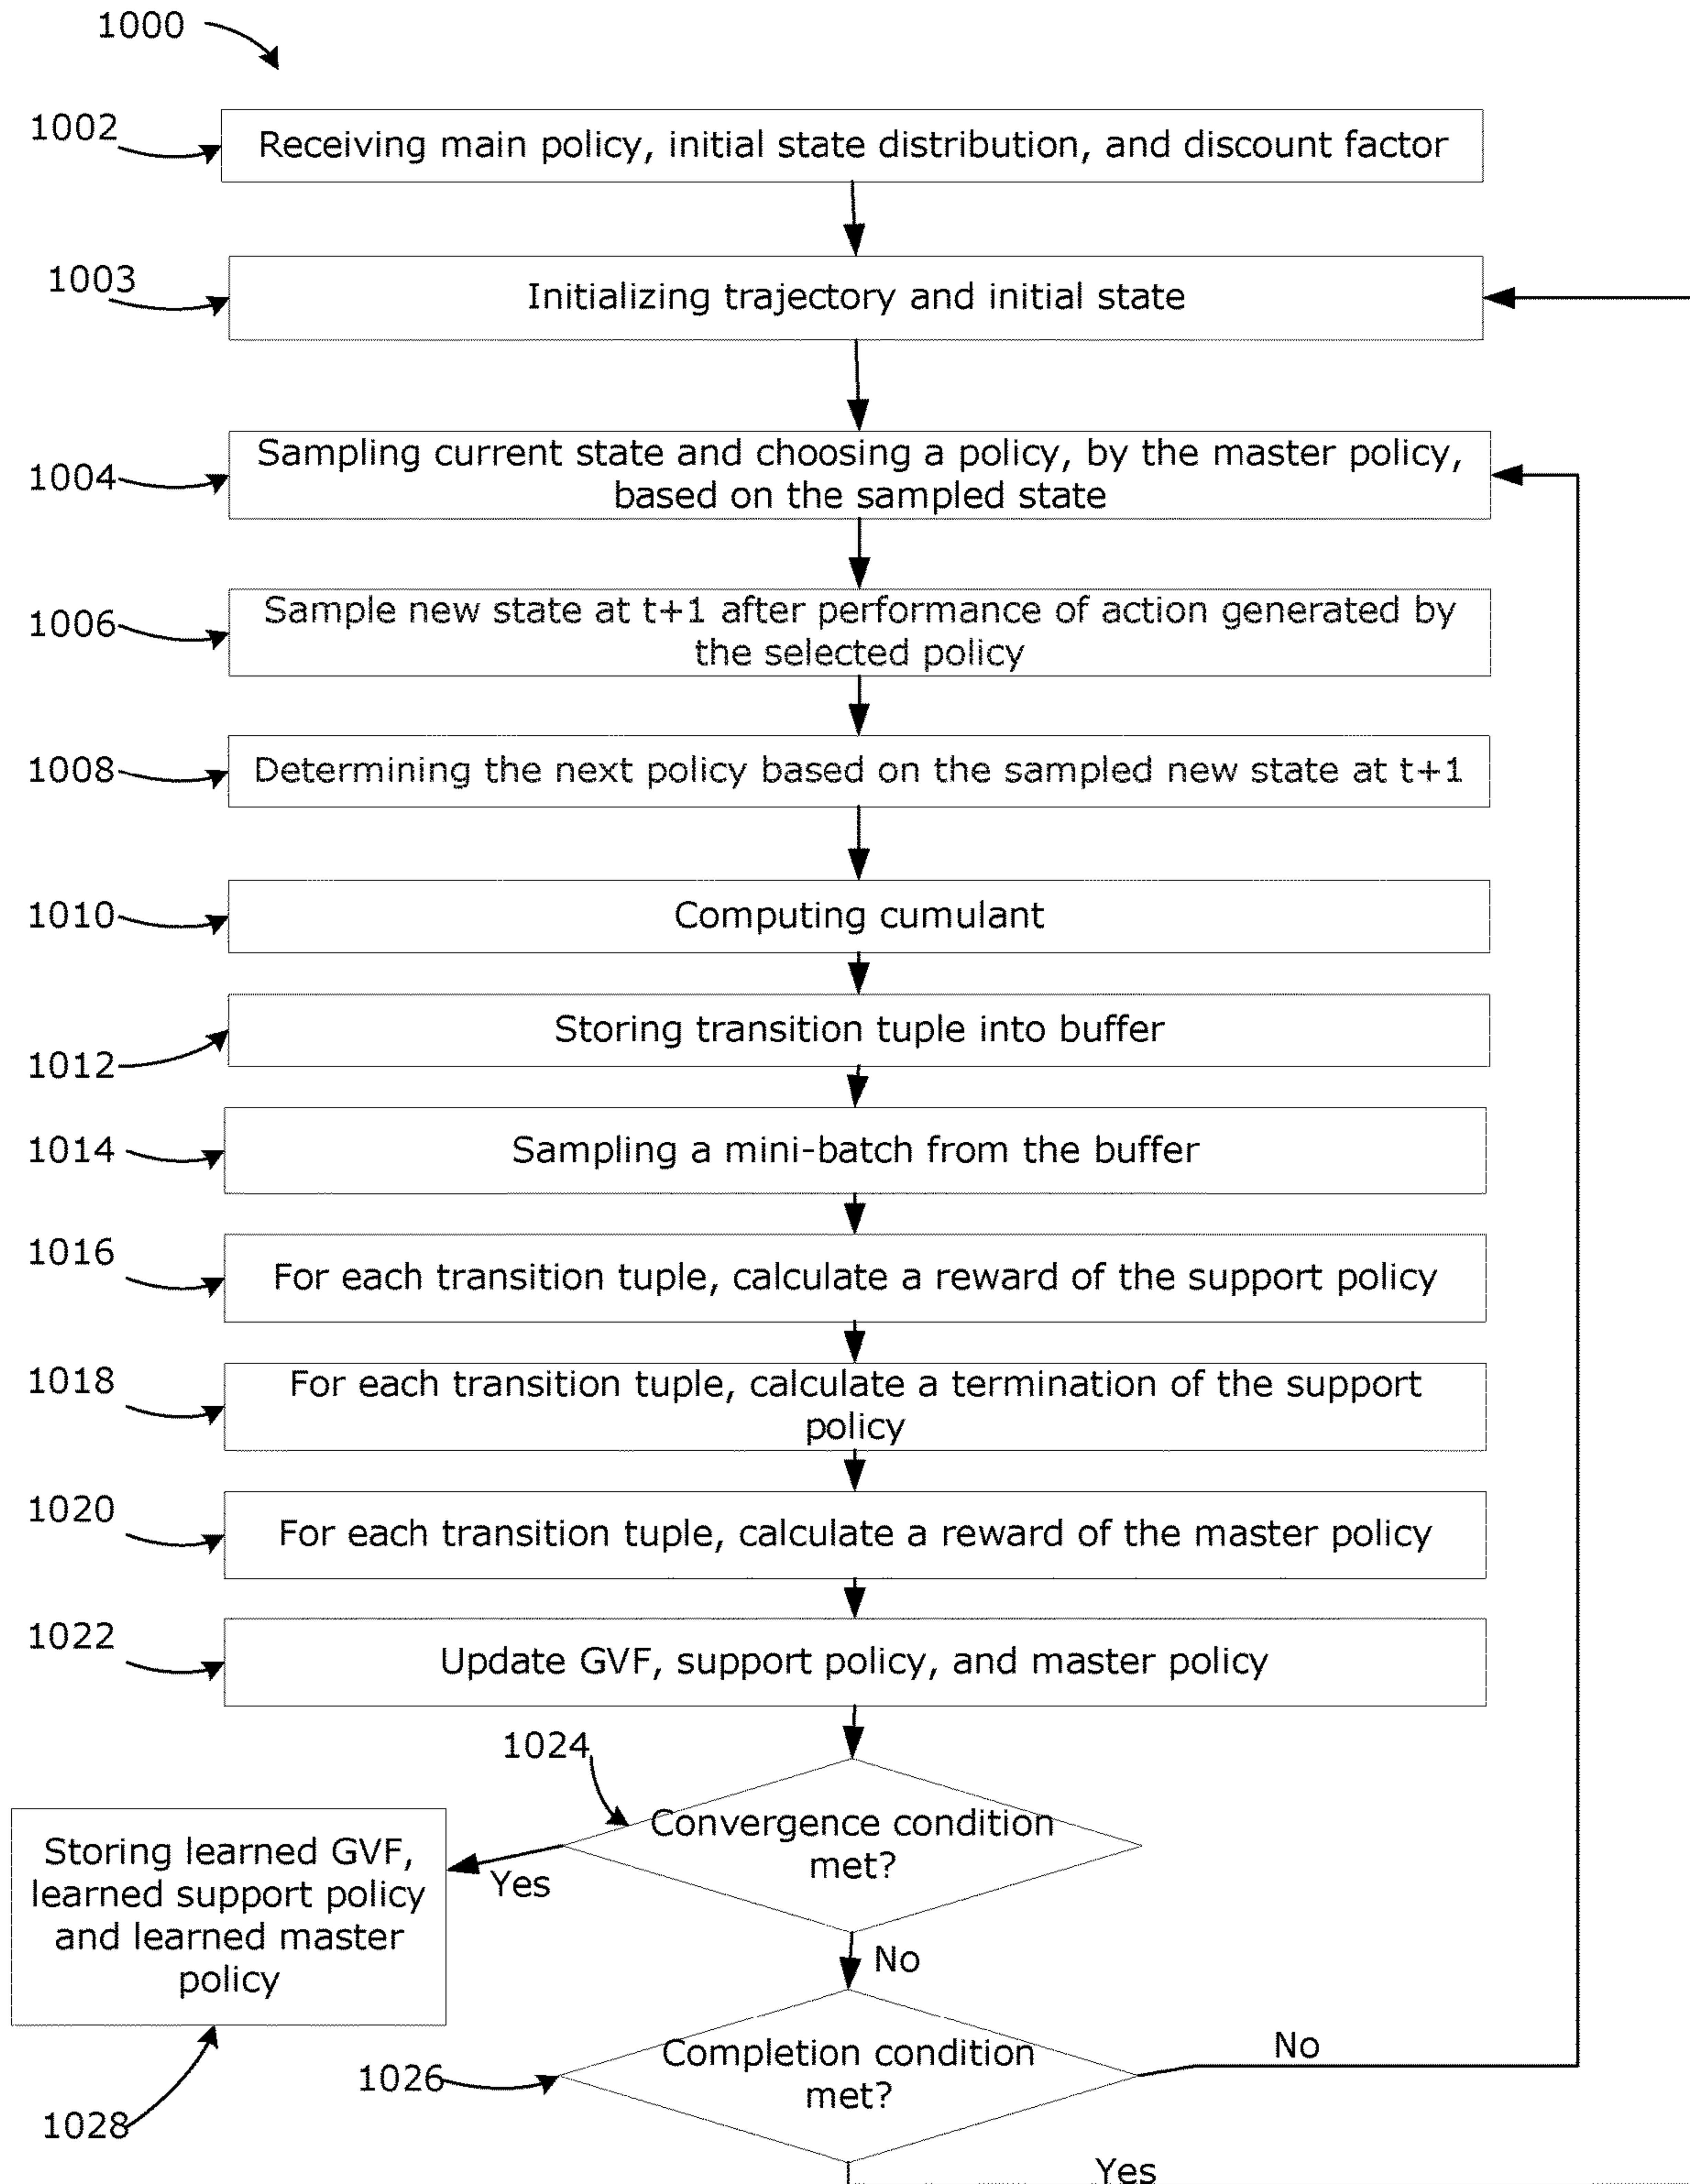 1000
1002
Receiving main policy, initial state distribution, and discount factor
1003
Initializing trajectory and initial state
1004
Sampling current state and choosing a policy, by the master policy,
based on the sampled state
1006
Sample new state at t+1 after performance of action generated by
the selected policy
1008
Determining the next policy based on the sampled new state at t+1
1010
Computing cumulant
1012
Storing transition tuple into buffer
1014
Sampling a mini-batch from the buffer
1016
For each transition tuple, calculate a reward of the support policy
1018
For each transition tuple, calculate a termination of the support
policy
1020
For each transition tuple, calculate a reward of the master policy
1022
Update GVF, support policy, and master policy
1024
Convergence condition
met?
Yes
Storing learned GVF,
learned support policy
and learned master
policy
1028
No
1026
Completion condition
met?
No
Yes